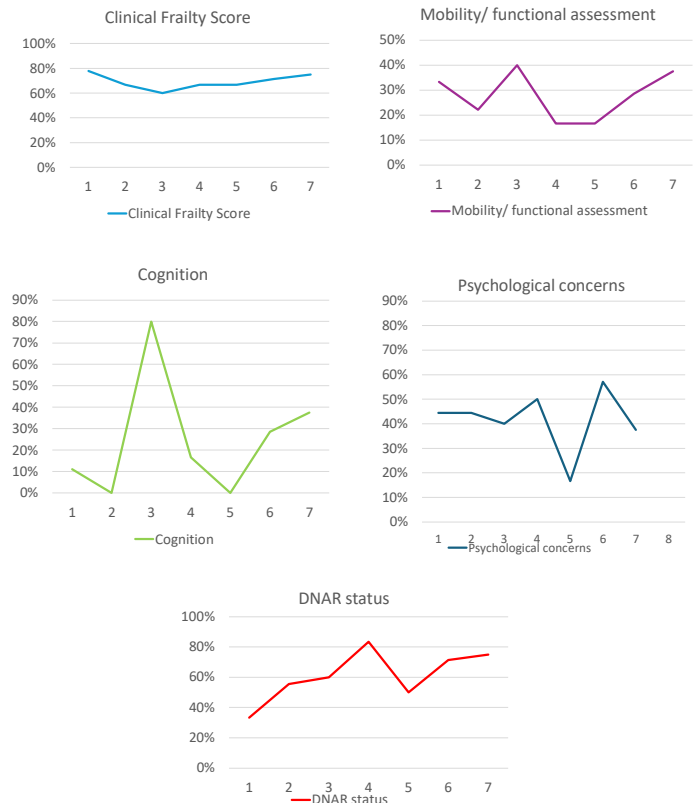 Clinical Frailty Score
100%
80%
60%
40%
20%
0%
1 2 3 4 5 6 7
Clinical Frailty Score
Mobility/ functional assessment
50%
40%
30%
20%
10%
0%
1 2 3 4 5 6 7
Mobility/ functional assessment
Cognition
90%
80%
70%
60%
50%
40%
30%
20%
10%
0%
1 2 3 4 5 6 7
Cognition
Psychological concerns
90%
80%
70%
60%
50%
40%
30%
20%
10%
0%
1 2 3 4 5 6 7 8
Psychological concerns
DNAR status
100%
80%
60%
40%
20%
0%
1 2 3 4 5 6 7
DNAR status